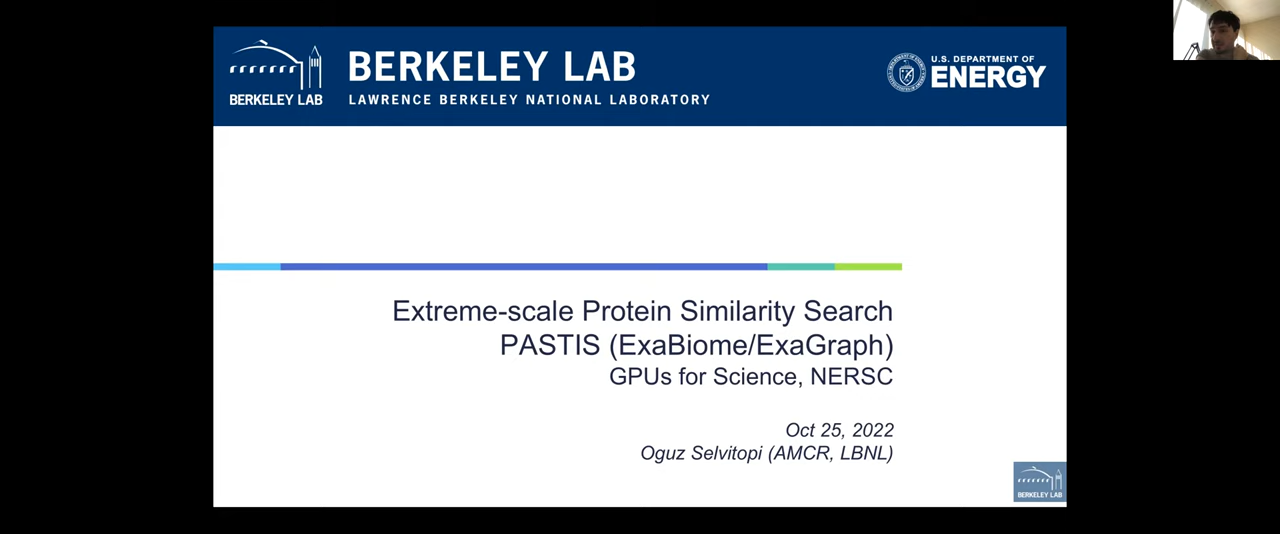 BERKELEY LAB
BERKELEY LAB
LAWRENCE BERKELEY NATIONAL LABORATORY
U.S. DEPARTMENT OF
ENERGY
Extreme-scale Protein Similarity Search
PASTIS (ExaBiome/ExaGraph)
GPUs for Science, NERSC
Oct 25, 2022
Oguz Selvitopi (AMCR, LBNL)
BERKELEY LAB